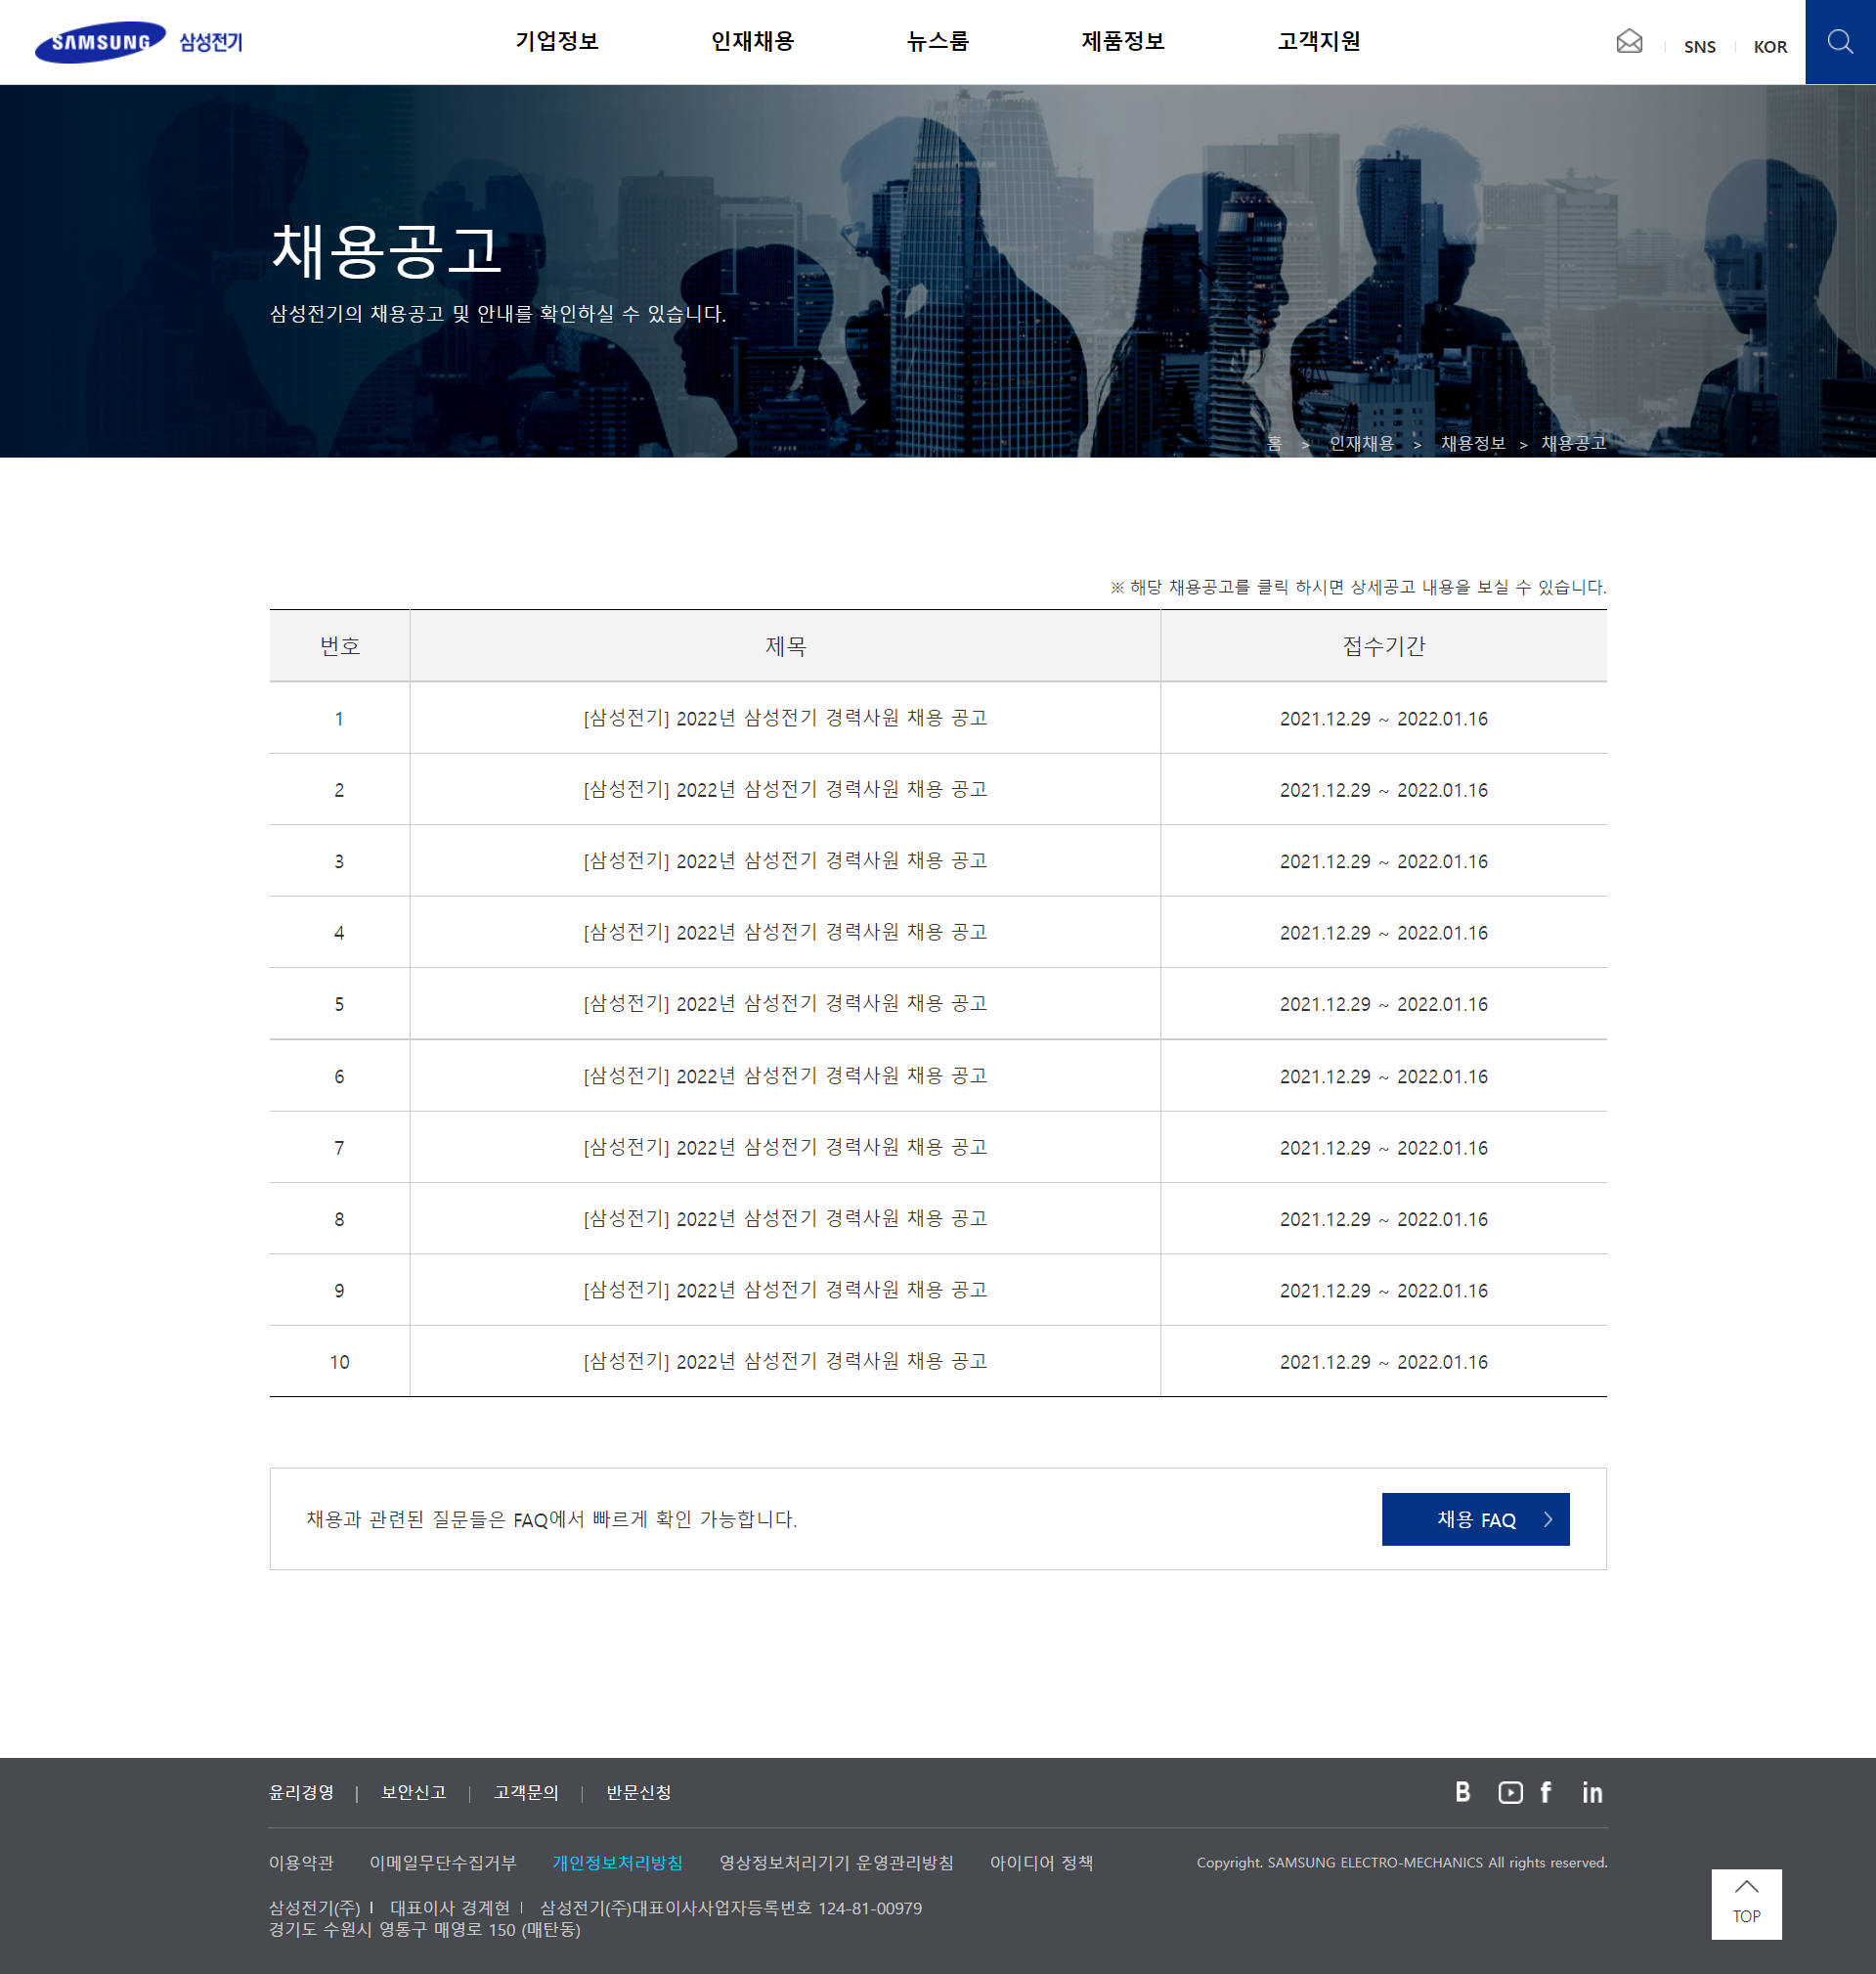 SAMSUNG 삼성전기
기업정보 인재채용 뉴스룸 제품정보 고객지원
SNS KOR
채용공고
삼성전기의 채용공고 및 안내를 확인하실 수 있습니다.
홈 > 인재채용 > 채용정보 > 채용공고
※ 해당 채용공고를 클릭 하시면 상세공고 내용을 보실 수 있습니다.
번호 제목 접수기간
1 [삼성전기] 2022년 삼성전기 경력사원 채용 공고 2021.12.29 ~ 2022.01.16
2 [삼성전기] 2022년 삼성전기 경력사원 채용 공고 2021.12.29 ~ 2022.01.16
3 [삼성전기] 2022년 삼성전기 경력사원 채용 공고 2021.12.29 ~ 2022.01.16
4 [삼성전기] 2022년 삼성전기 경력사원 채용 공고 2021.12.29 ~ 2022.01.16
5 [삼성전기] 2022년 삼성전기 경력사원 채용 공고 2021.12.29 ~ 2022.01.16
6 [삼성전기] 2022년 삼성전기 경력사원 채용 공고 2021.12.29 ~ 2022.01.16
7 [삼성전기] 2022년 삼성전기 경력사원 채용 공고 2021.12.29 ~ 2022.01.16
8 [삼성전기] 2022년 삼성전기 경력사원 채용 공고 2021.12.29 ~ 2022.01.16
9 [삼성전기] 2022년 삼성전기 경력사원 채용 공고 2021.12.29 ~ 2022.01.16
10 [삼성전기] 2022년 삼성전기 경력사원 채용 공고 2021.12.29 ~ 2022.01.16
채용과 관련된 질문들은 FAQ에서 빠르게 확인 가능합니다. 채용 FAQ
윤리경영 | 보안신고 | 고객문의 | 반문신청 B f in
이용약관 이메일무단수집거부 개인정보처리방침 영상정보처리기기 운영관리방침 아이디어 정책 Copyright. SAMSUNG ELECTRO-MECHANICS All rights reserved.
삼성전기(주) | 대표이사 경계현 | 삼성전기(주)대표이사사업자등록번호 124-81-00979
경기도 수원시 영통구 매영로 150 (매탄동)
TOP